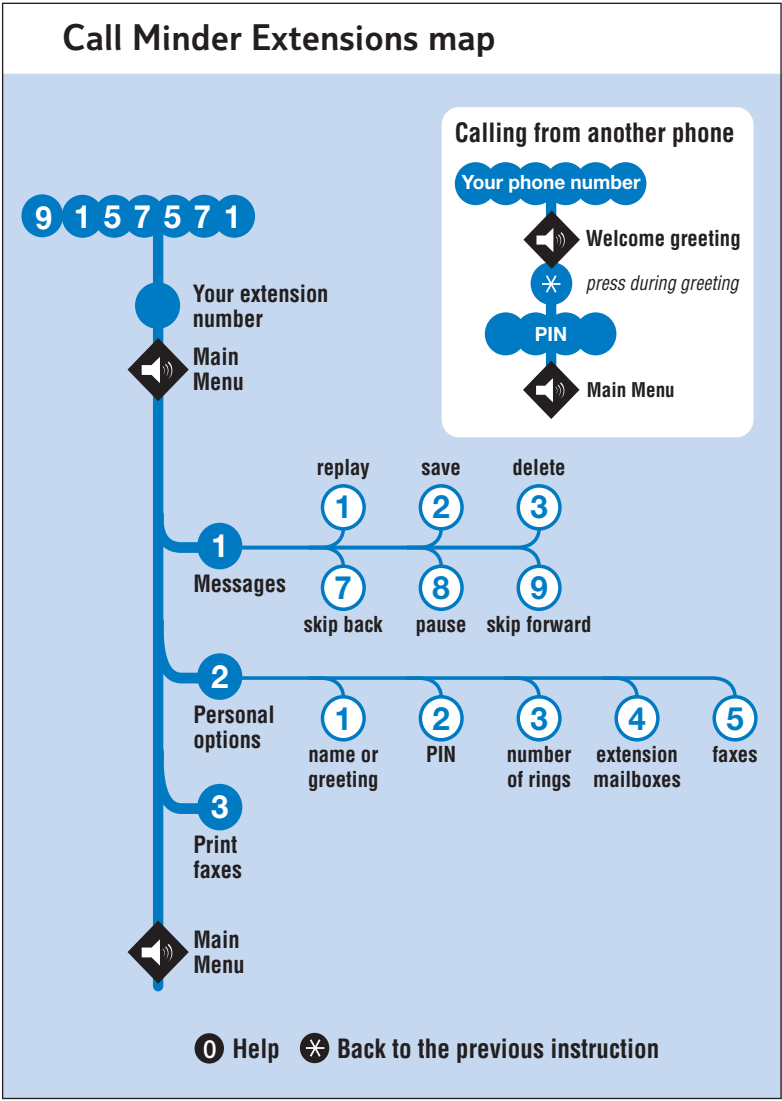 Call Minder Extensions map
Calling from another phone
Your phone number
Welcome greeting
press during greeting
PIN
Main Menu
9 1 5 7 5 7 1
Your extension
number
Main
Menu
replay save delete
1 2 3
1
Messages
7 8 9
skip back pause skip forward
2
Personal
options
1 2 3 4 5
name or
greeting
PIN
number
of rings
extension
mailboxes
faxes
3
Print
faxes
Main
Menu
0 Help * Back to the previous instruction